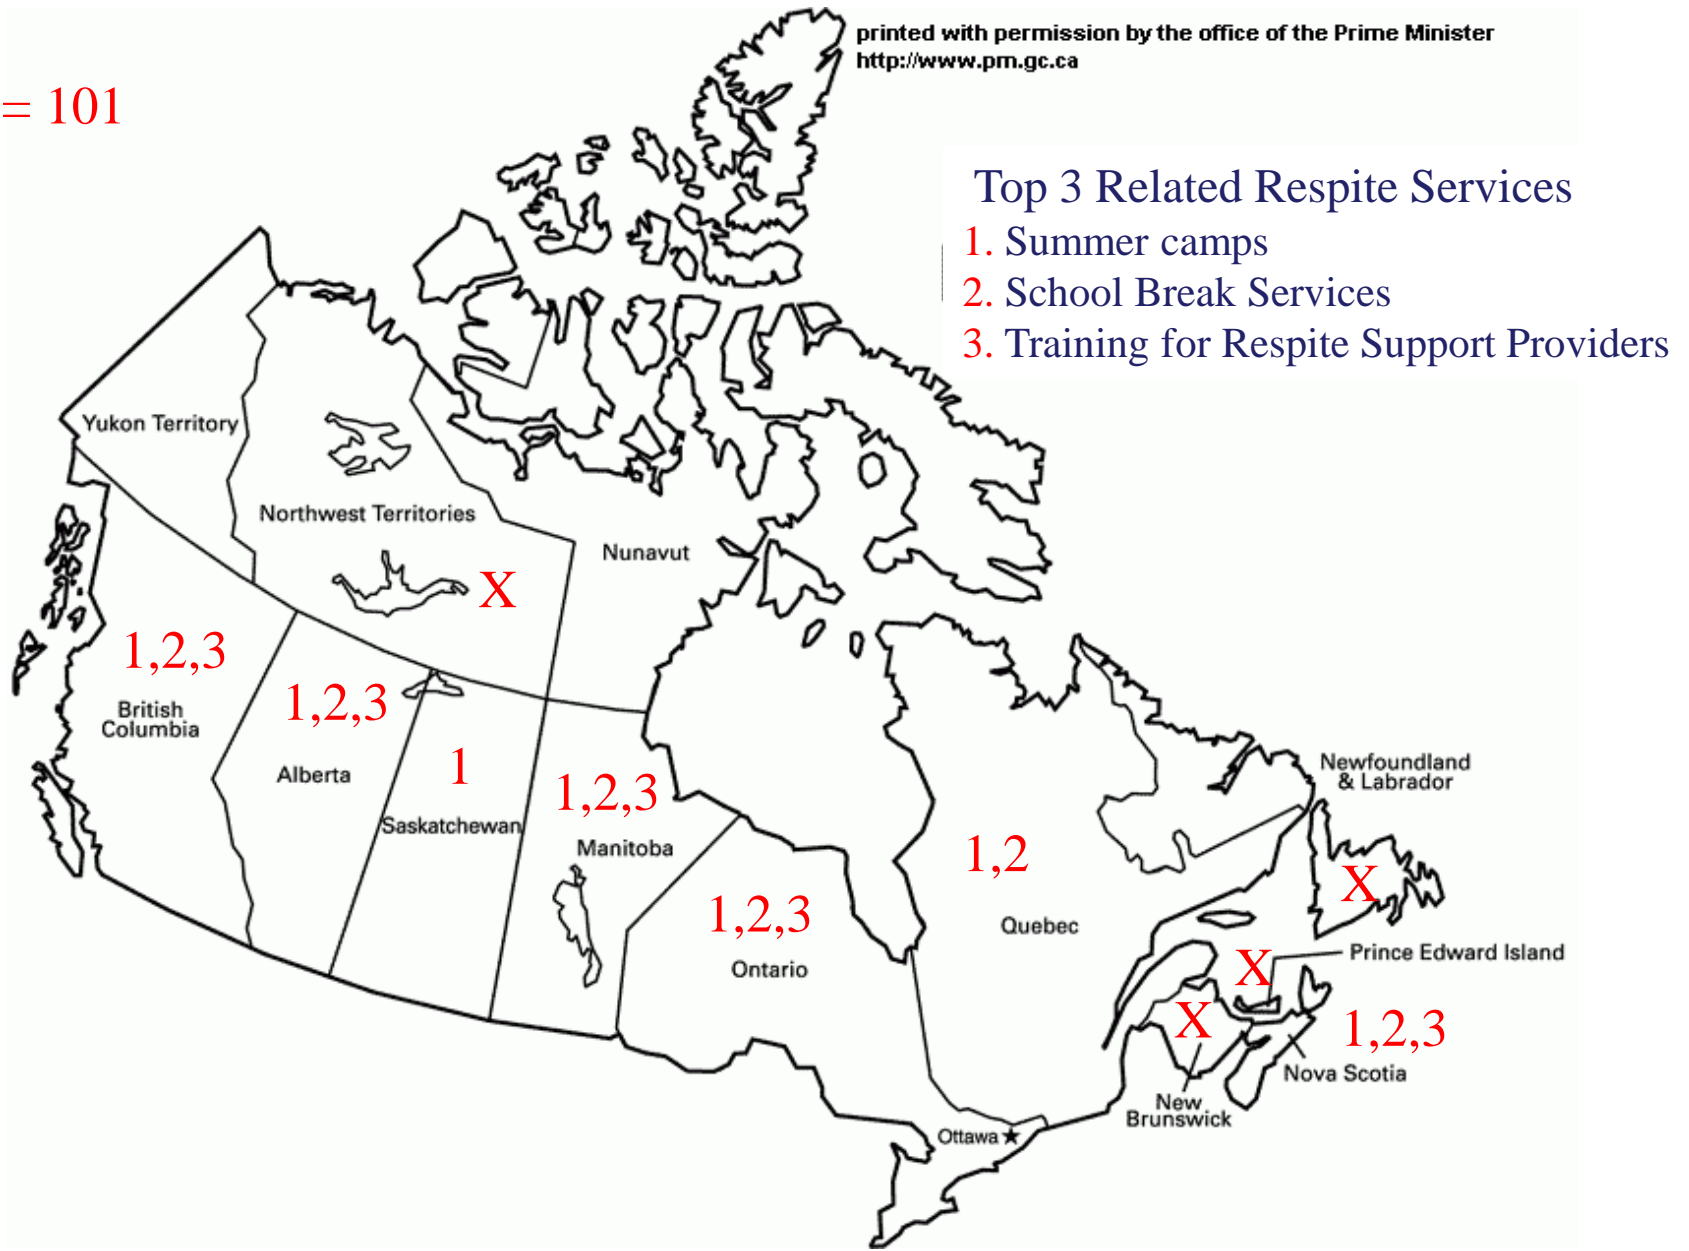 printed with permission by the office of the Prime Minister
http://www.pm.gc.ca
= 101
Top 3 Related Respite Services
1. Summer camps
2. School Break Services
3. Training for Respite Support Providers
Yukon Territory
Northwest Territories
X
Nunavut
1,2,3
British
Columbia
1,2,3
Alberta
1
Saskatchewan
1,2,3
Manitoba
1,2,3
Ontario
1,2
Quebec
Newfoundland
& Labrador
X
X
Prince Edward Island
X
1,2,3
Nova Scotia
New
Brunswick
Ottawa